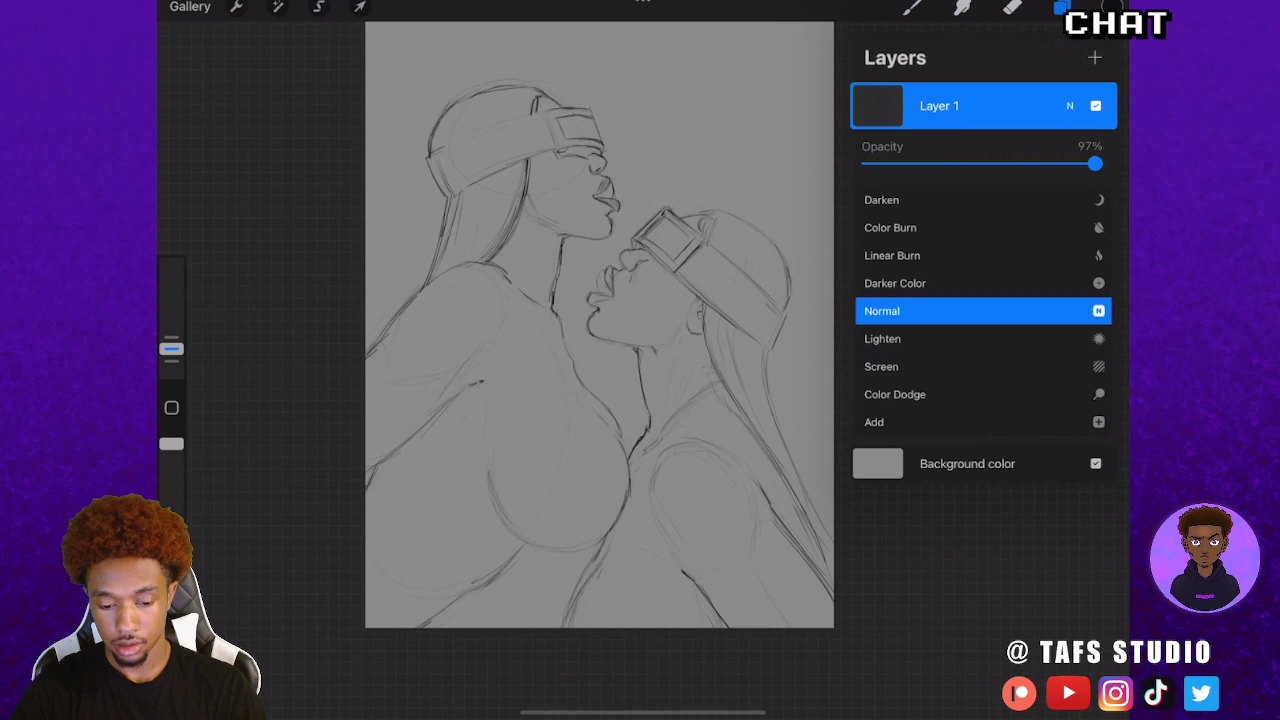 Gallery
CHAT
Layers
Layer 1
N
Opacity
97%
Darken
Color Burn
Linear Burn
Darker Color
Normal
N
Lighten
Screen
Color Dodge
Add
Background color
@ TAFS STUDIO